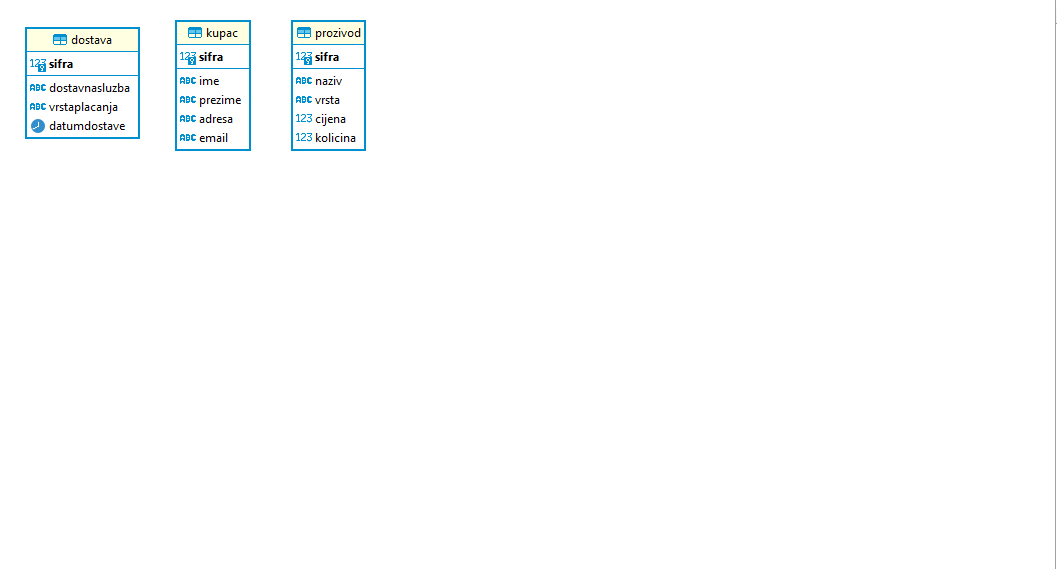 dostava
123 sifra
ABC dostavnasluzba
ABC vrstaplacanja
datumdostave
kupac
123 sifra
ABC ime
ABC prezime
ABC adresa
ABC email
prozivod
123 sifra
ABC naziv
ABC vrsta
123 cijena
123 kolicina